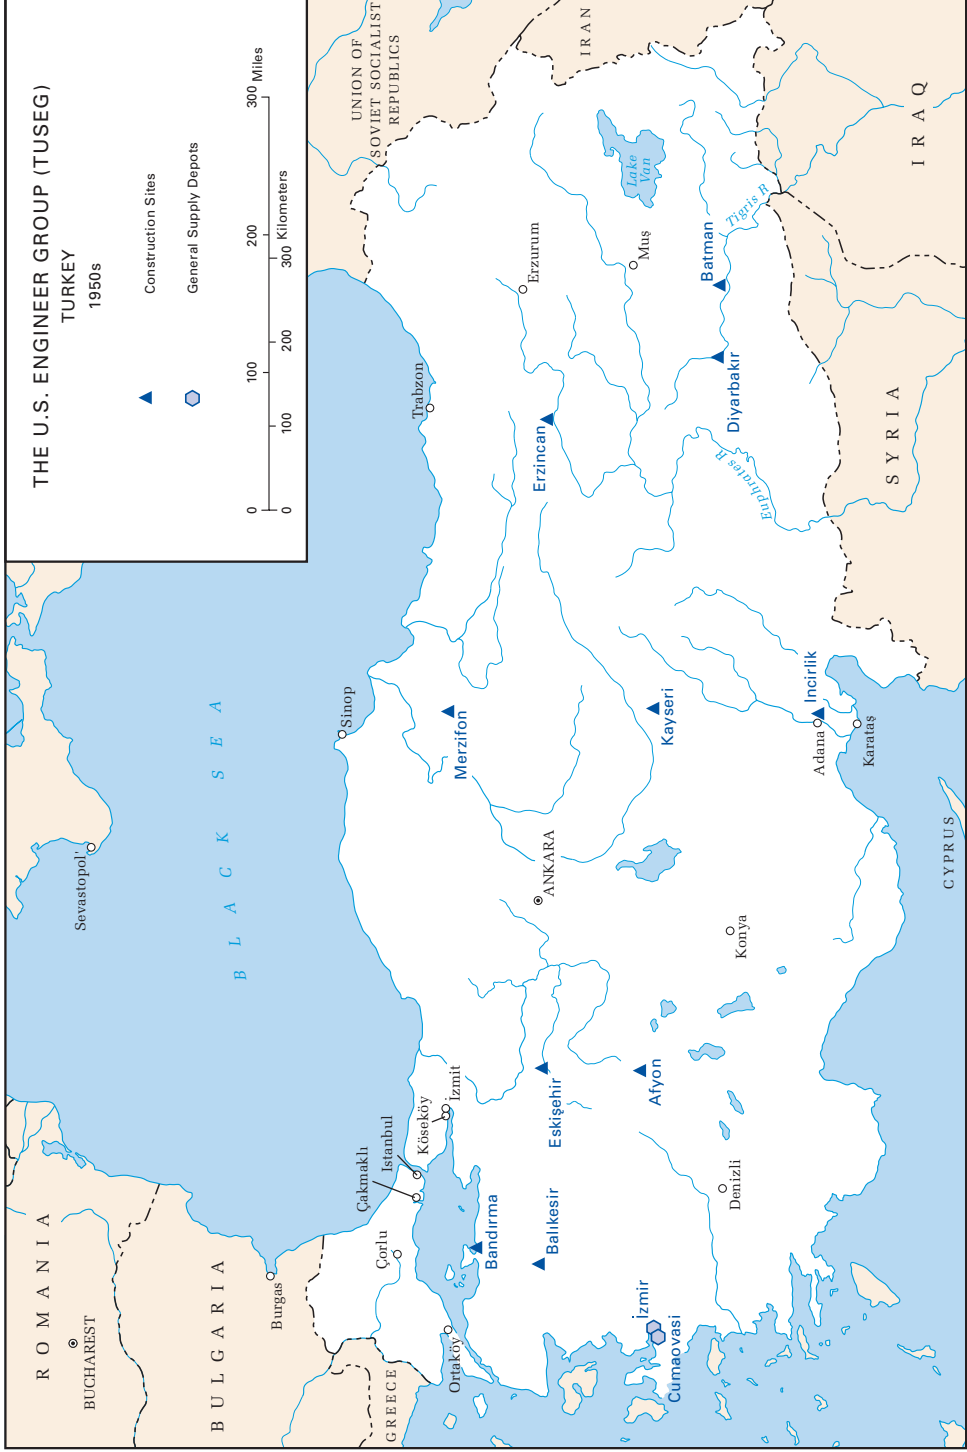 THE U.S. ENGINEER GROUP (TUSEG)
TURKEY
1950s
Construction Sites
General Supply Depots
0 100 200 300 Miles
0 100 200 300 Kilometers
ROMANIA
BUCHAREST
BULGARIA
Burgas
GREECE
Sevastopol'
BLACK SEA
UNION OF
SOVIET SOCIALIST
REPUBLICS
IRAN
IRAQ
SYRIA
CYPRUS
Çorlu
Çakmaklı
Istanbul
Köseköy
Izmit
Ortaköy
Bandırma
Balıkesir
İzmir
Cumaovasi
Eskişehir
Afyon
Denizli
Konya
ANKARA
Sinop
Merzifon
Kayseri
Adana
Incirlik
Karataş
Trabzon
Erzincan
Erzurum
Muş
Lake
Van
Batman
Diyarbakır
Tigris R
Euphrates R